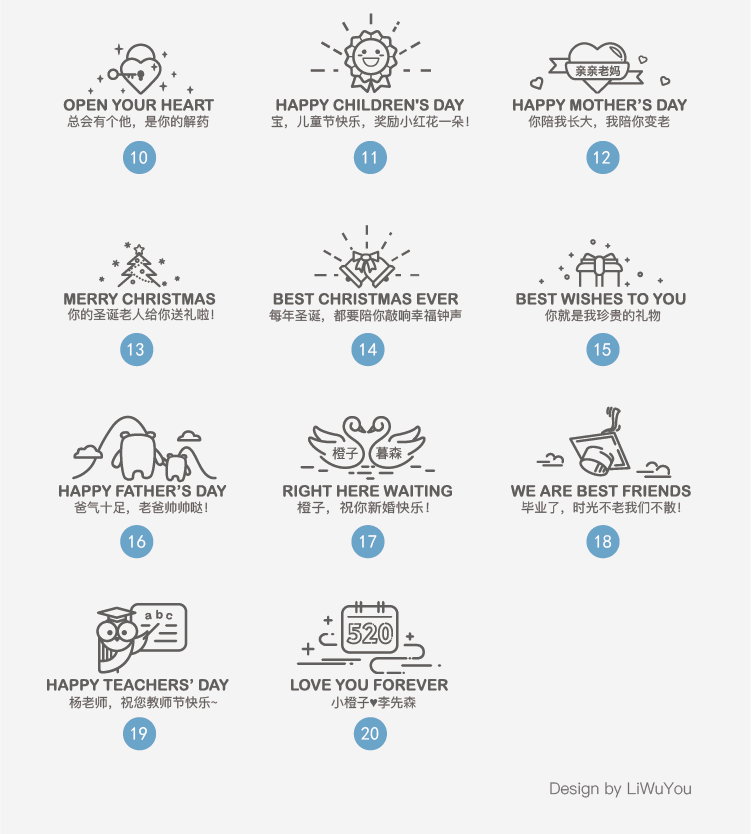 亲亲老妈
OPEN YOUR HEART
总会有个他，是你的解药
10
HAPPY CHILDREN'S DAY
宝，儿童节快乐，奖励小红花一朵！
11
HAPPY MOTHER'S DAY
你陪我长大，我陪你变老
12
MERRY CHRISTMAS
你的圣诞老人给你送礼啦！
13
BEST CHRISTMAS EVER
每年圣诞，都要陪你敲响幸福钟声
14
BEST WISHES TO YOU
你就是我珍贵的礼物
15
HAPPY FATHER'S DAY
爸气十足，老爸帅帅哒！
16
橙子 暮森
RIGHT HERE WAITING
橙子，祝你新婚快乐！
17
WE ARE BEST FRIENDS
毕业了，时光不老我们不散！
18
abc
HAPPY TEACHERS' DAY
杨老师，祝您教师节快乐~
19
520
LOVE YOU FOREVER
小橙子♥李先森
20
Design by LiWuYou